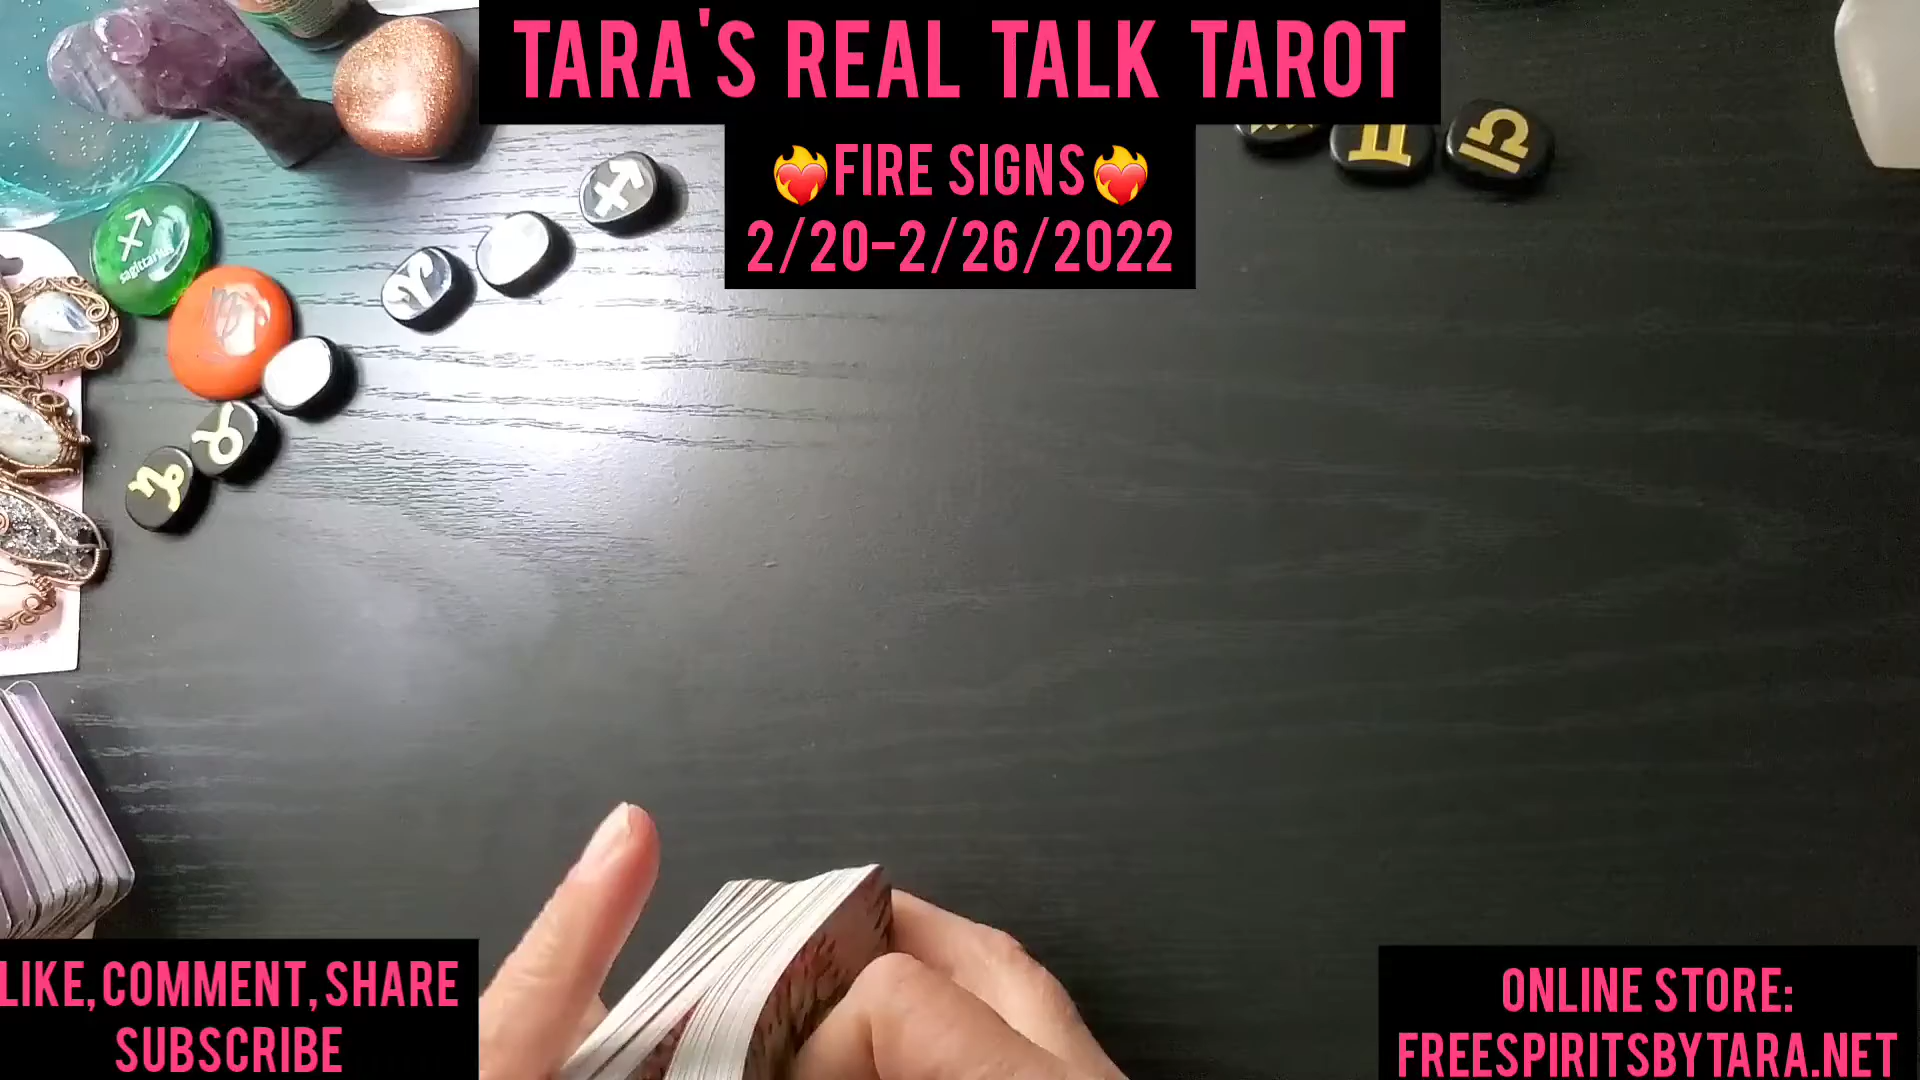 TARA'S REAL TALK TAROT
❤️‍🔥FIRE SIGNS❤️‍🔥
2/20-2/26/2022
sagittarius
LIKE, COMMENT, SHARE
SUBSCRIBE
ONLINE STORE:
FREESPIRITSBYTARA.NET